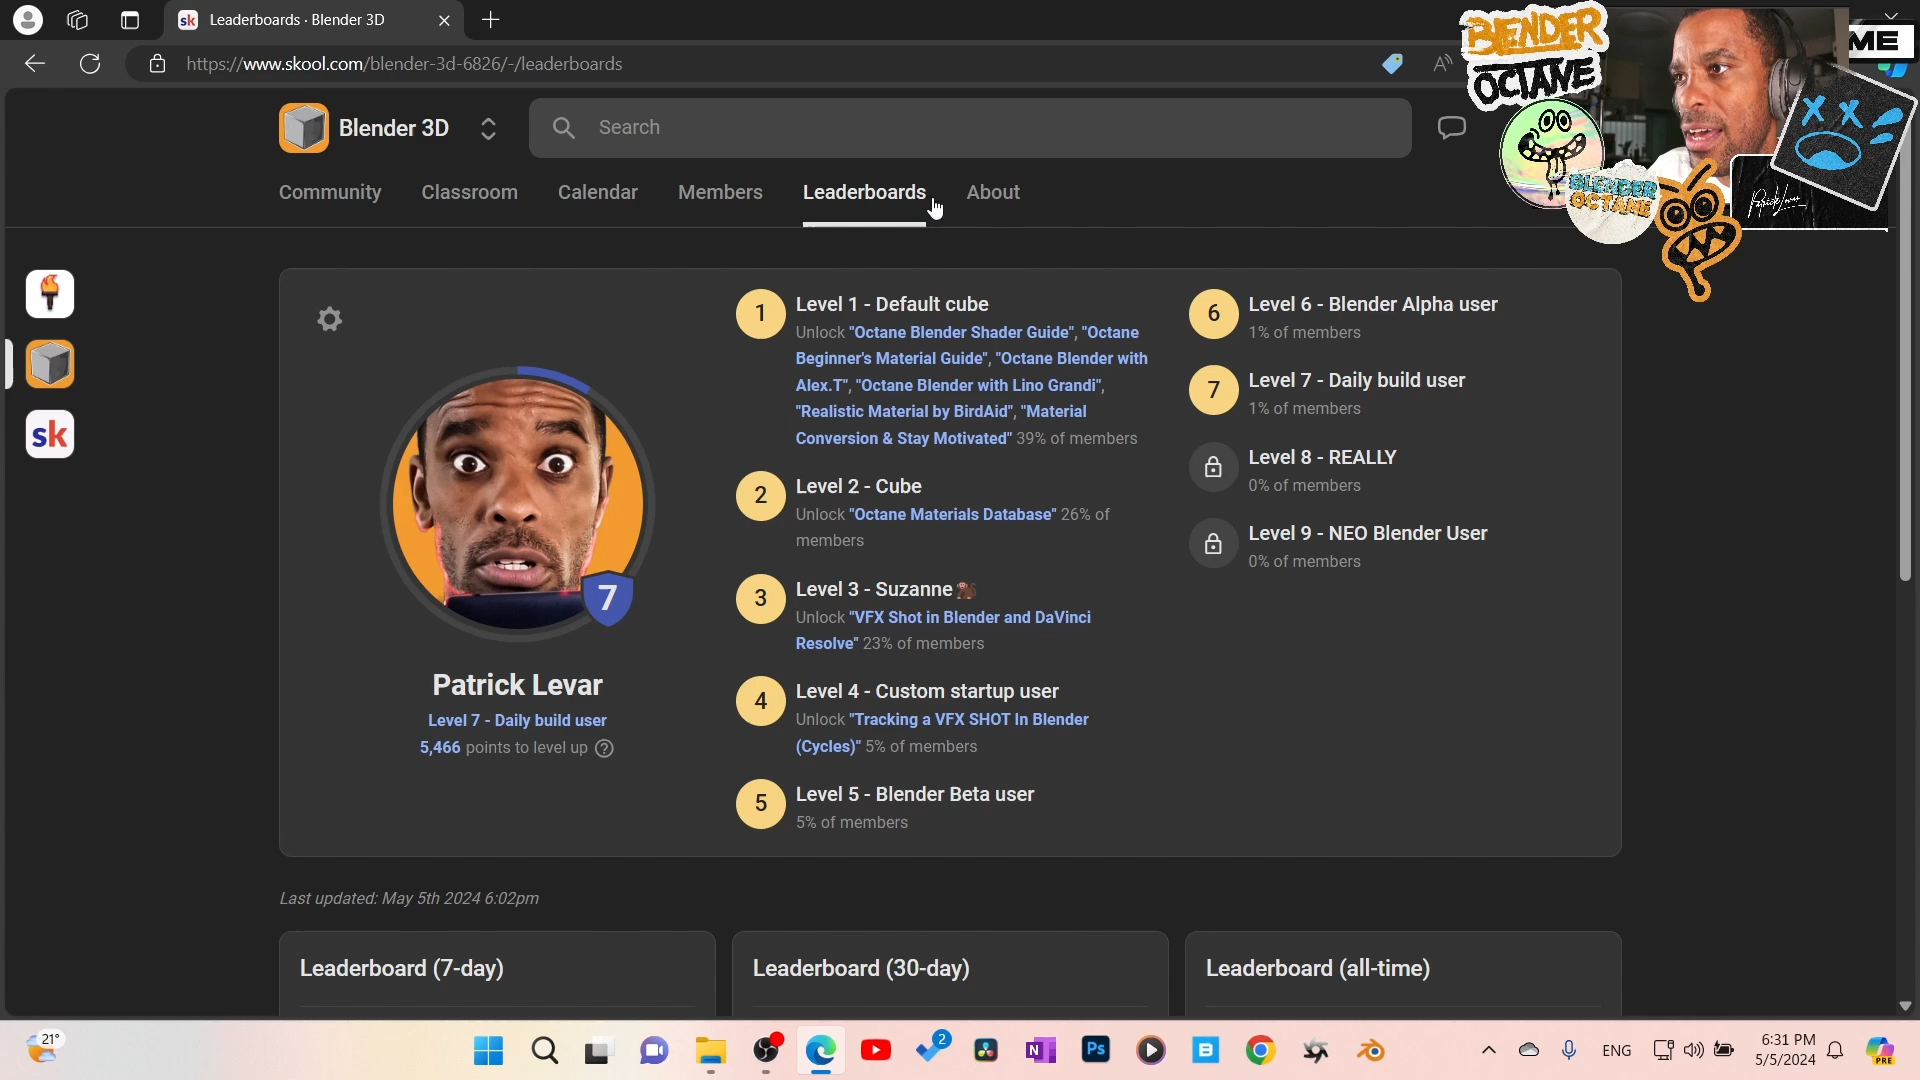 sk Leaderboards · Blender 3D
https://www.skool.com/blender-3d-6826/-/leaderboards
BENDER
OCTANE
ME
Blender 3D
Search
Community Classroom Calendar Members Leaderboards About
BLENDER
OCTANE
sk
7
Patrick Levar
Level 7 - Daily build user
5,466 points to level up ?
1
Level 1 - Default cube
Unlock "Octane Blender Shader Guide", "Octane
Beginner's Material Guide", "Octane Blender with
Alex.T", "Octane Blender with Lino Grandi",
"Realistic Material by BirdAid", "Material
Conversion & Stay Motivated" 39% of members
2
Level 2 - Cube
Unlock "Octane Materials Database" 26% of
members
3
Level 3 - Suzanne🐒
Unlock "VFX Shot in Blender and DaVinci
Resolve" 23% of members
4
Level 4 - Custom startup user
Unlock "Tracking a VFX SHOT In Blender
(Cycles)" 5% of members
5
Level 5 - Blender Beta user
5% of members
6
Level 6 - Blender Alpha user
1% of members
7
Level 7 - Daily build user
1% of members
Level 8 - REALLY
0% of members
Level 9 - NEO Blender User
0% of members
Last updated: May 5th 2024 6:02pm
Leaderboard (7-day)
Leaderboard (30-day)
Leaderboard (all-time)
21°
2
N
Ps
B
ENG
6:31 PM
5/5/2024
PRE